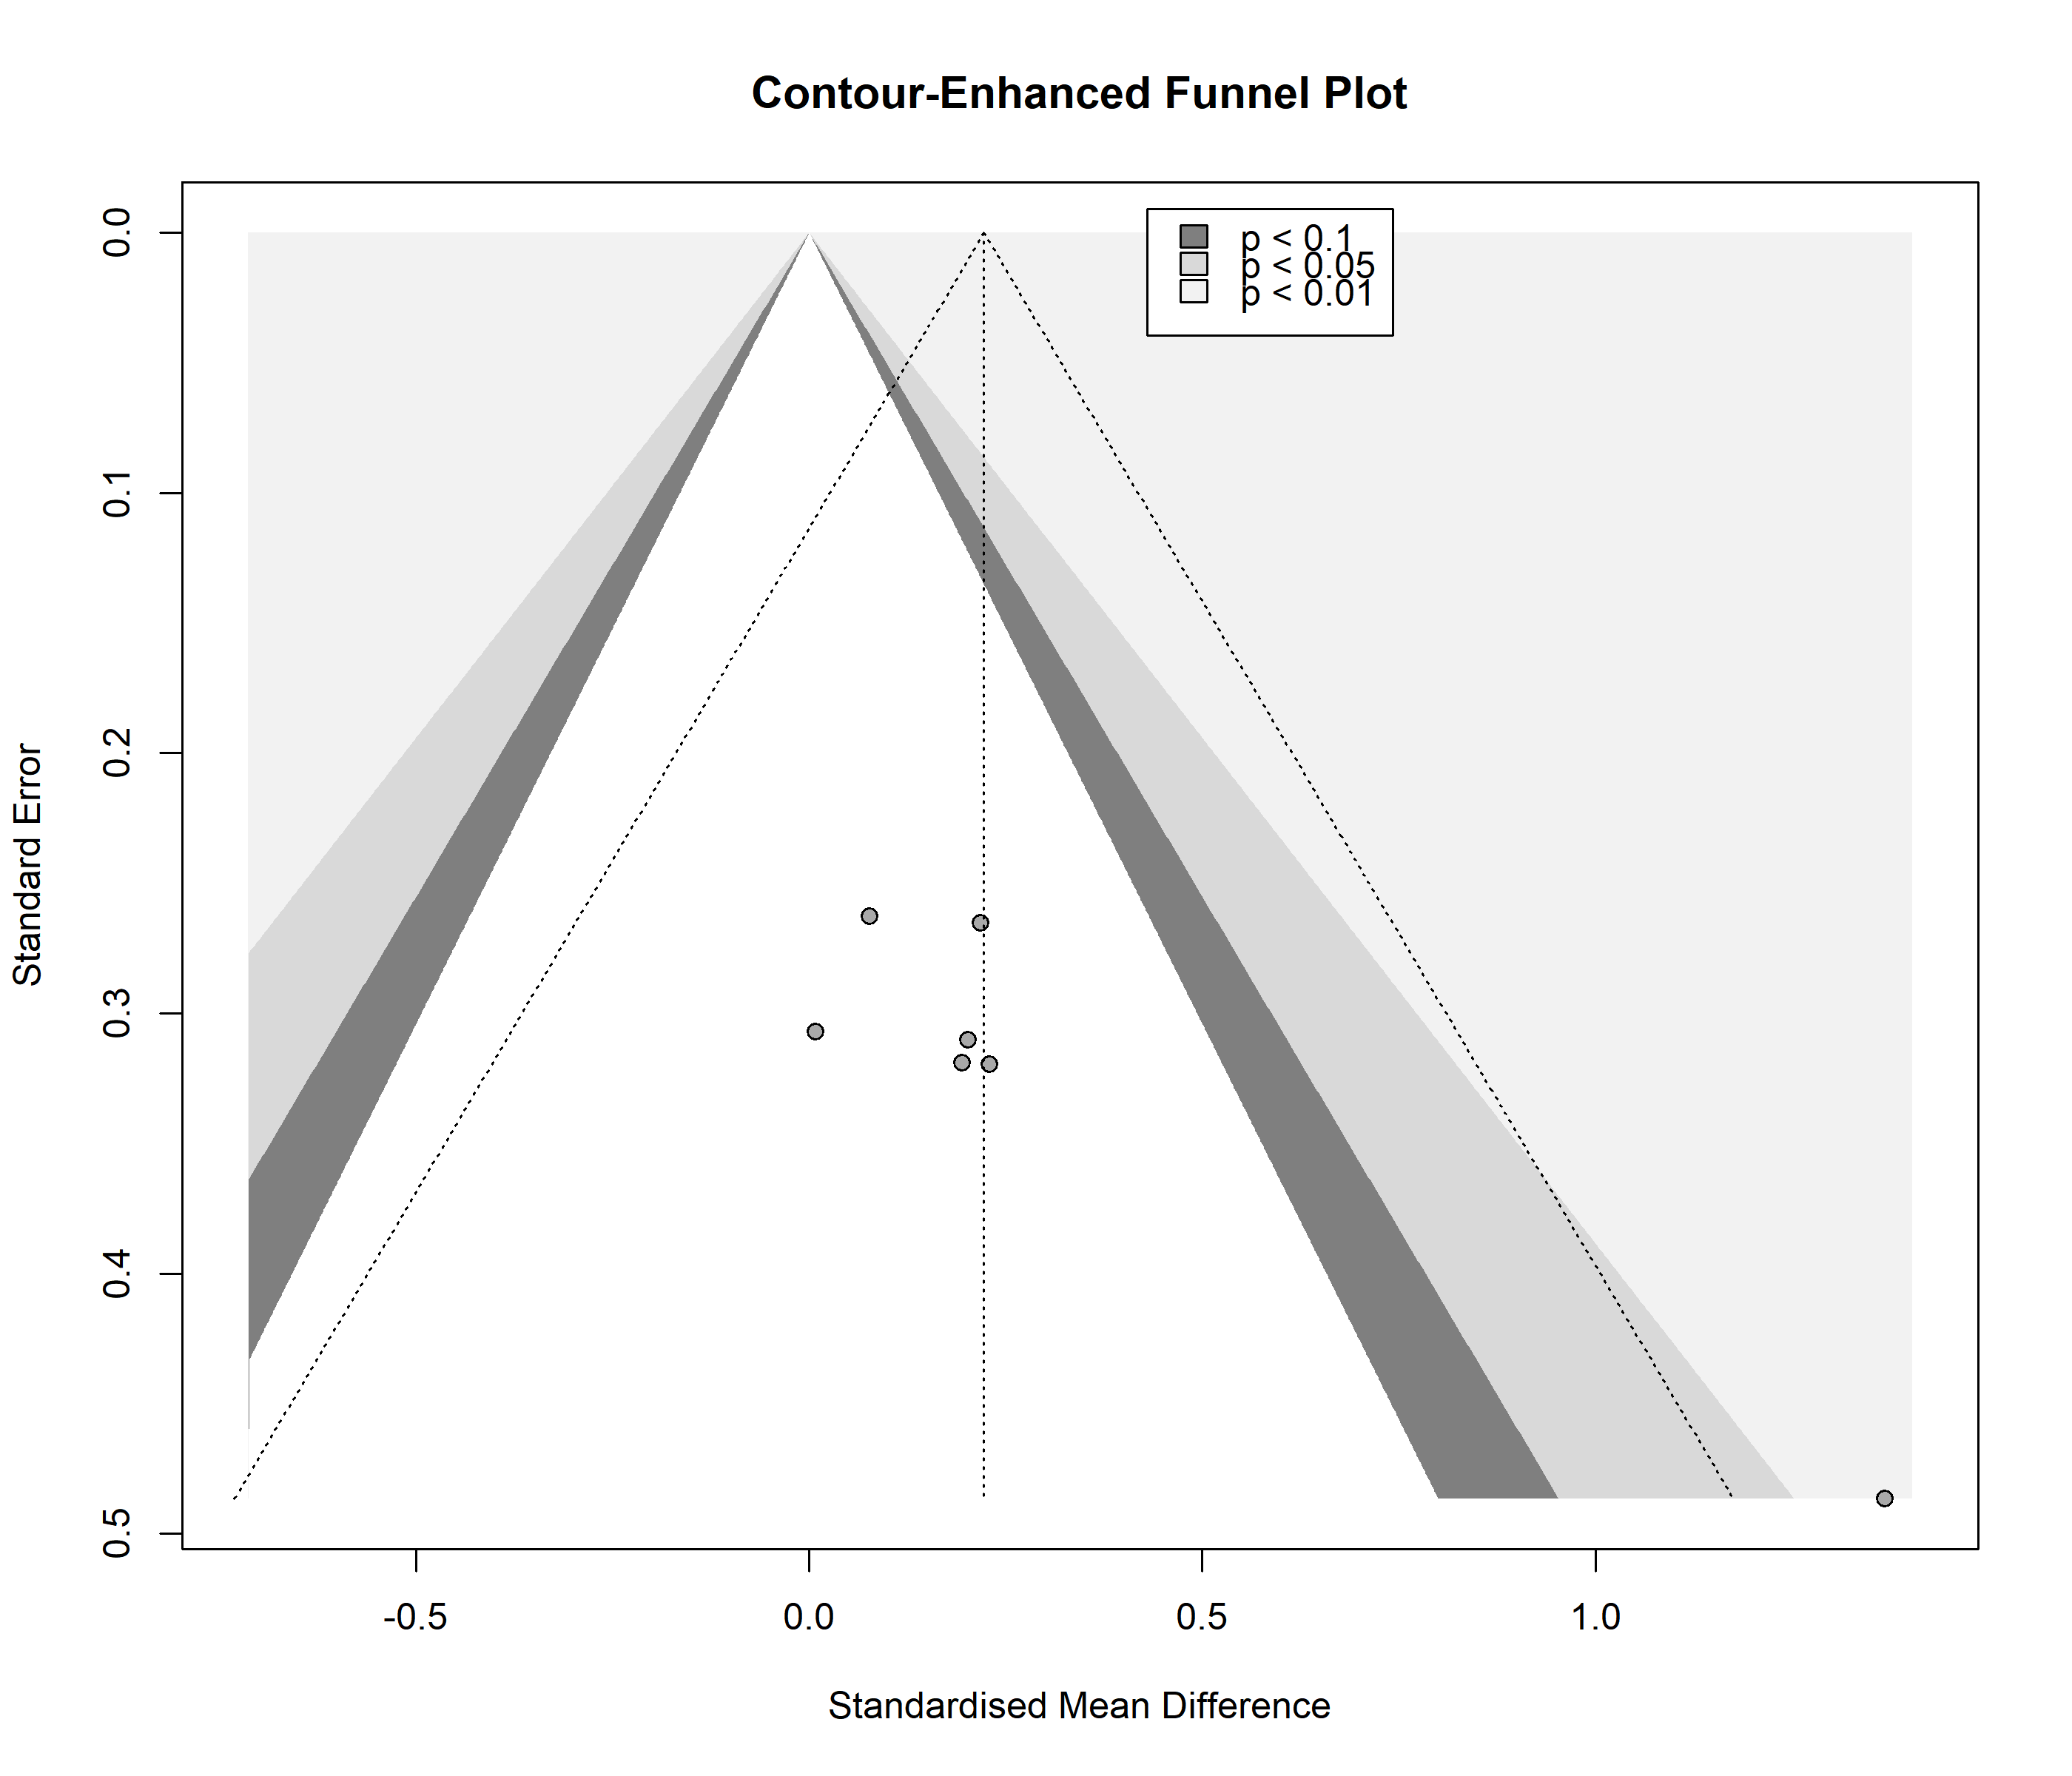 Contour-Enhanced Funnel Plot
p < 0.1
p < 0.05
p < 0.01
0.0
0.1
0.2
0.3
0.4
0.5
Standard Error
-0.5
0.0
0.5
1.0
Standardised Mean Difference